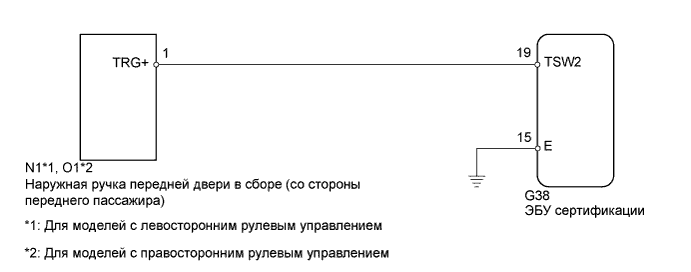 TRG+
1
19
TSW2
15
E
N1*1, O1*2
Наружная ручка передней двери в сборе (со стороны
переднего пассажира)
G38
ЭБУ сертификации
*1: Для моделей с левосторонним рулевым управлением
*2: Для моделей с правосторонним рулевым управлением